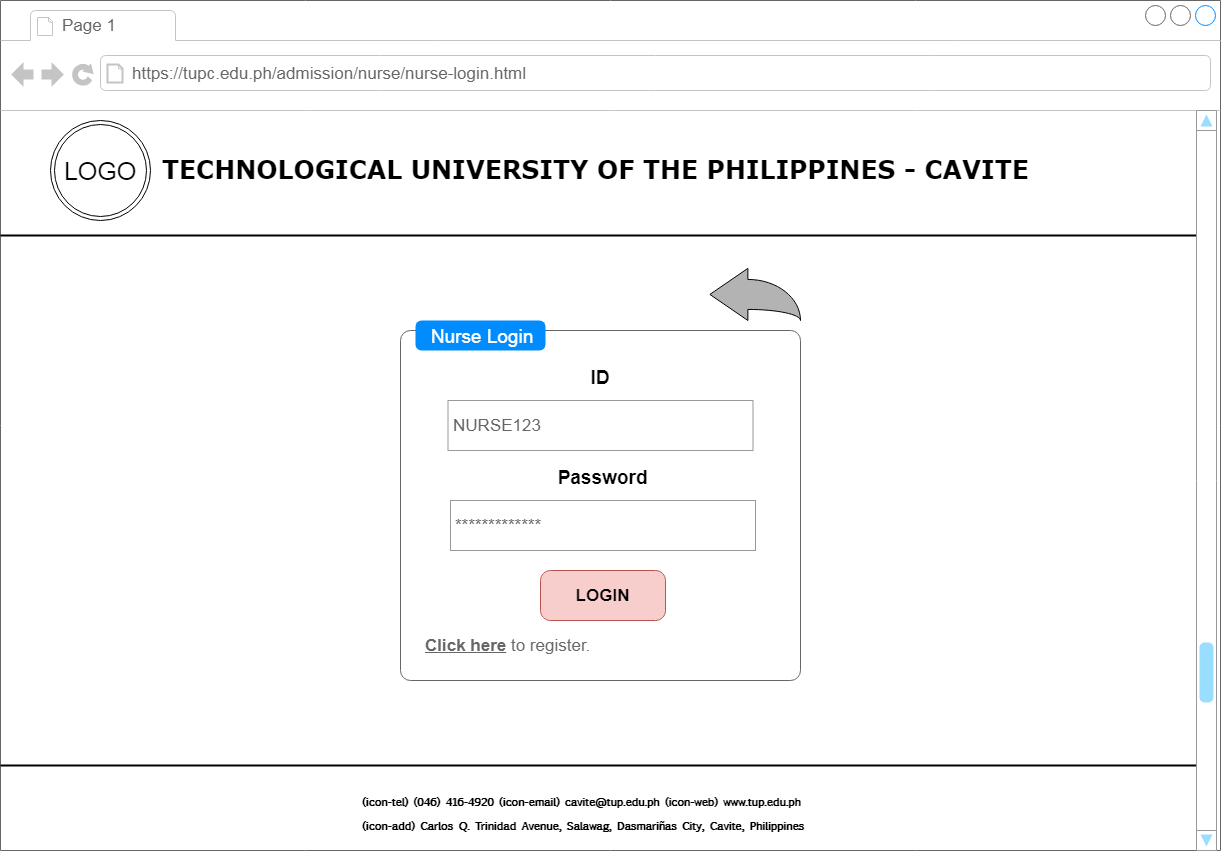 Page 1
https://tupc.edu.ph/admission/nurse/nurse-login.html
LOGO
TECHNOLOGICAL UNIVERSITY OF THE PHILIPPINES - CAVITE
Nurse Login
ID
NURSE123
Password
*************
LOGIN
Click here to register.
(icon-tel) (046) 416-4920 (icon-email) cavite@tup.edu.ph (icon-web) www.tup.edu.ph
(icon-add) Carlos Q. Trinidad Avenue, Salawag, Dasmariñas City, Cavite, Philippines